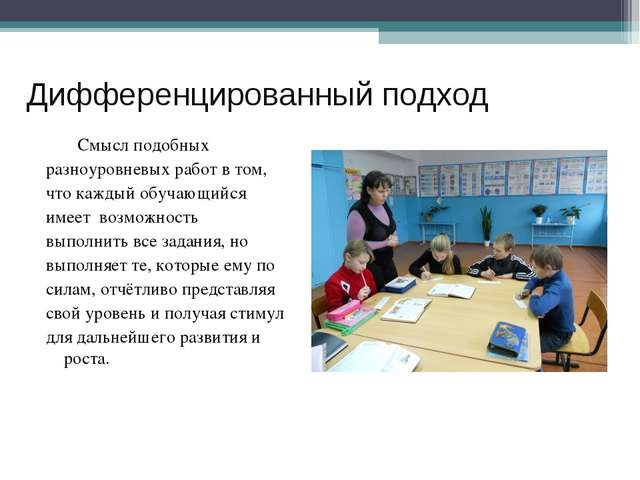 Дифференцированный подход
Смысл подобных
разноуровневых работ в том,
что каждый обучающийся
имеет возможность
выполнить все задания, но
выполняет те, которые ему по
силам, отчётливо представляя
свой уровень и получая стимул
для дальнейшего развития и
роста.